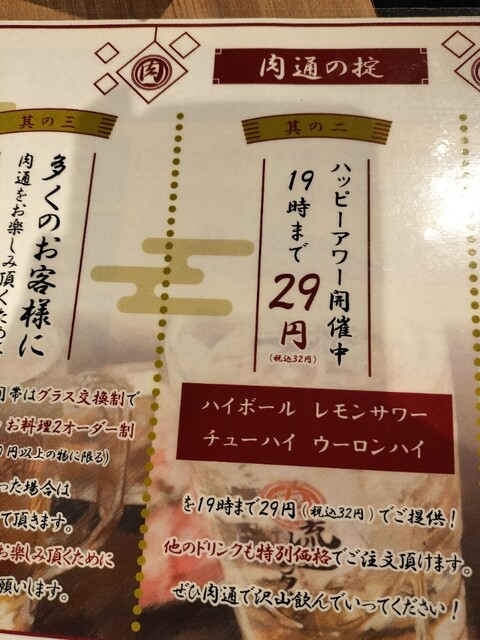 肉
肉通の掟
其の二
ハッピーアワー開催中
19時まで
29円
(税込32円)
ハイボール レモンサワー
チューハイ ウーロンハイ
を19時まで29円(税込32円)でご提供!
他のドリンクも特別価格でご注文頂けます。
ぜひ肉通で沢山飲んでいってください!
其の三
多くのお客様に
肉通をお楽しみ頂くために
帯はグラス交換制で
お料理2オーダー制
円以上の物に限る)
った場合は
て頂きます。
お楽しみ頂くために
願いします。